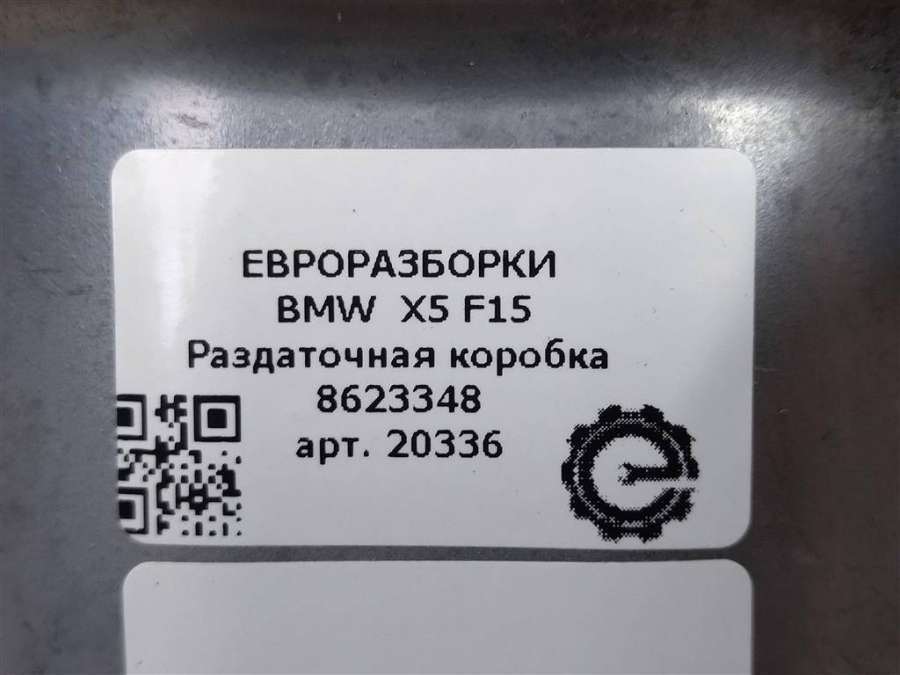 ЕВРОРАЗБОРКИ
BMW X5 F15
Раздаточная коробка
8623348
арт. 20336